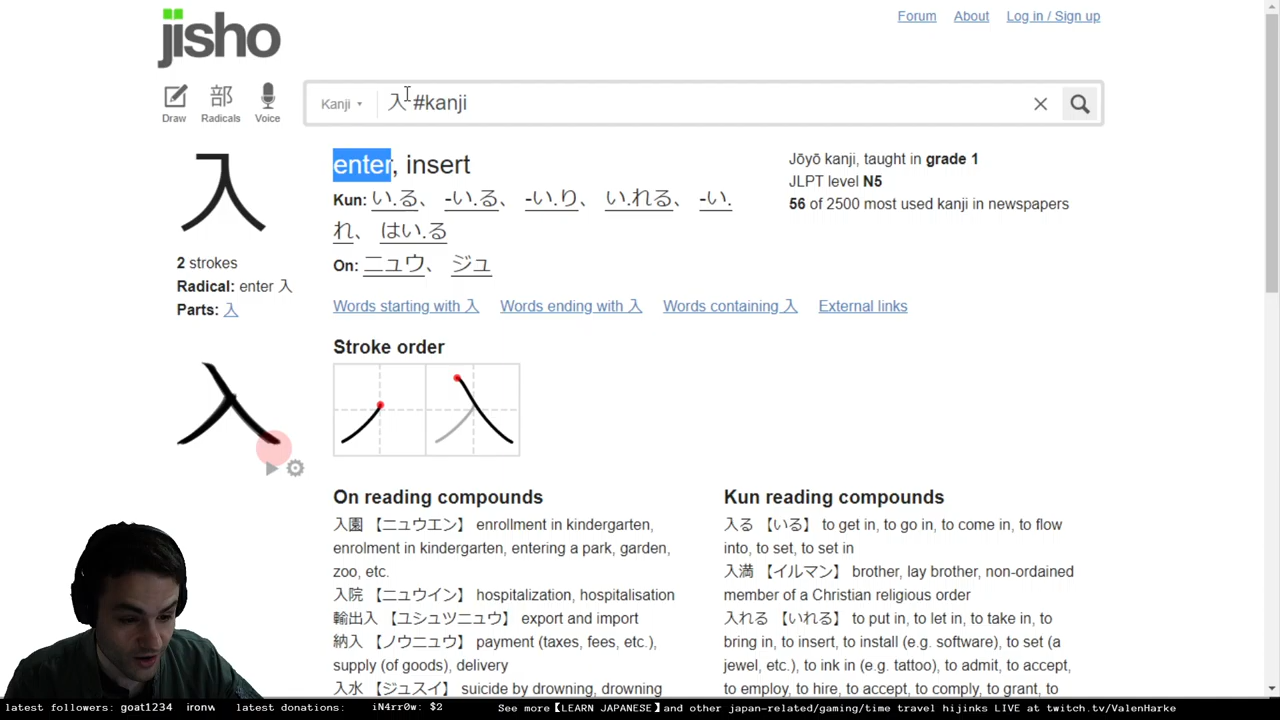 Forum About Log in / Sign up
jisho
Kanji ▾ 入 #kanji
Draw Radicals Voice
入
enter, insert
Kun: い.る、 -い.る、 -い.り、 い.れる、 -い.
れ、 はい.る
On: ニュウ、 ジュ
Jōyō kanji, taught in grade 1
JLPT level N5
56 of 2500 most used kanji in newspapers
2 strokes
Radical: enter 入
Parts: 入
Words starting with 入 Words ending with 入 Words containing 入 External links
Stroke order
入
On reading compounds
入園 【ニュウエン】 enrollment in kindergarten,
enrolment in kindergarten, entering a park, garden,
zoo, etc.
入院 【ニュウイン】 hospitalization, hospitalisation
輸出入 【ユシュツニュウ】 export and import
納入 【ノウニュウ】 payment (taxes, fees, etc.),
supply (of goods), delivery
入水 【ジュスイ】 suicide by drowning, drowning
Kun reading compounds
入る 【いる】 to get in, to go in, to come in, to flow
into, to set, to set in
入満 【イルマン】 brother, lay brother, non-ordained
member of a Christian religious order
入れる 【いれる】 to put in, to let in, to take in, to
bring in, to insert, to install (e.g. software), to set (a
jewel, etc.), to ink in (e.g. tattoo), to admit, to accept,
to employ, to hire, to accept, to comply, to grant, to
latest followers: goat1234 ironw latest donations: iN4rr0w: $2 See more【LEARN JAPANESE】and other japan-related/gaming/time travel hijinks LIVE at twitch.tv/ValenHarke